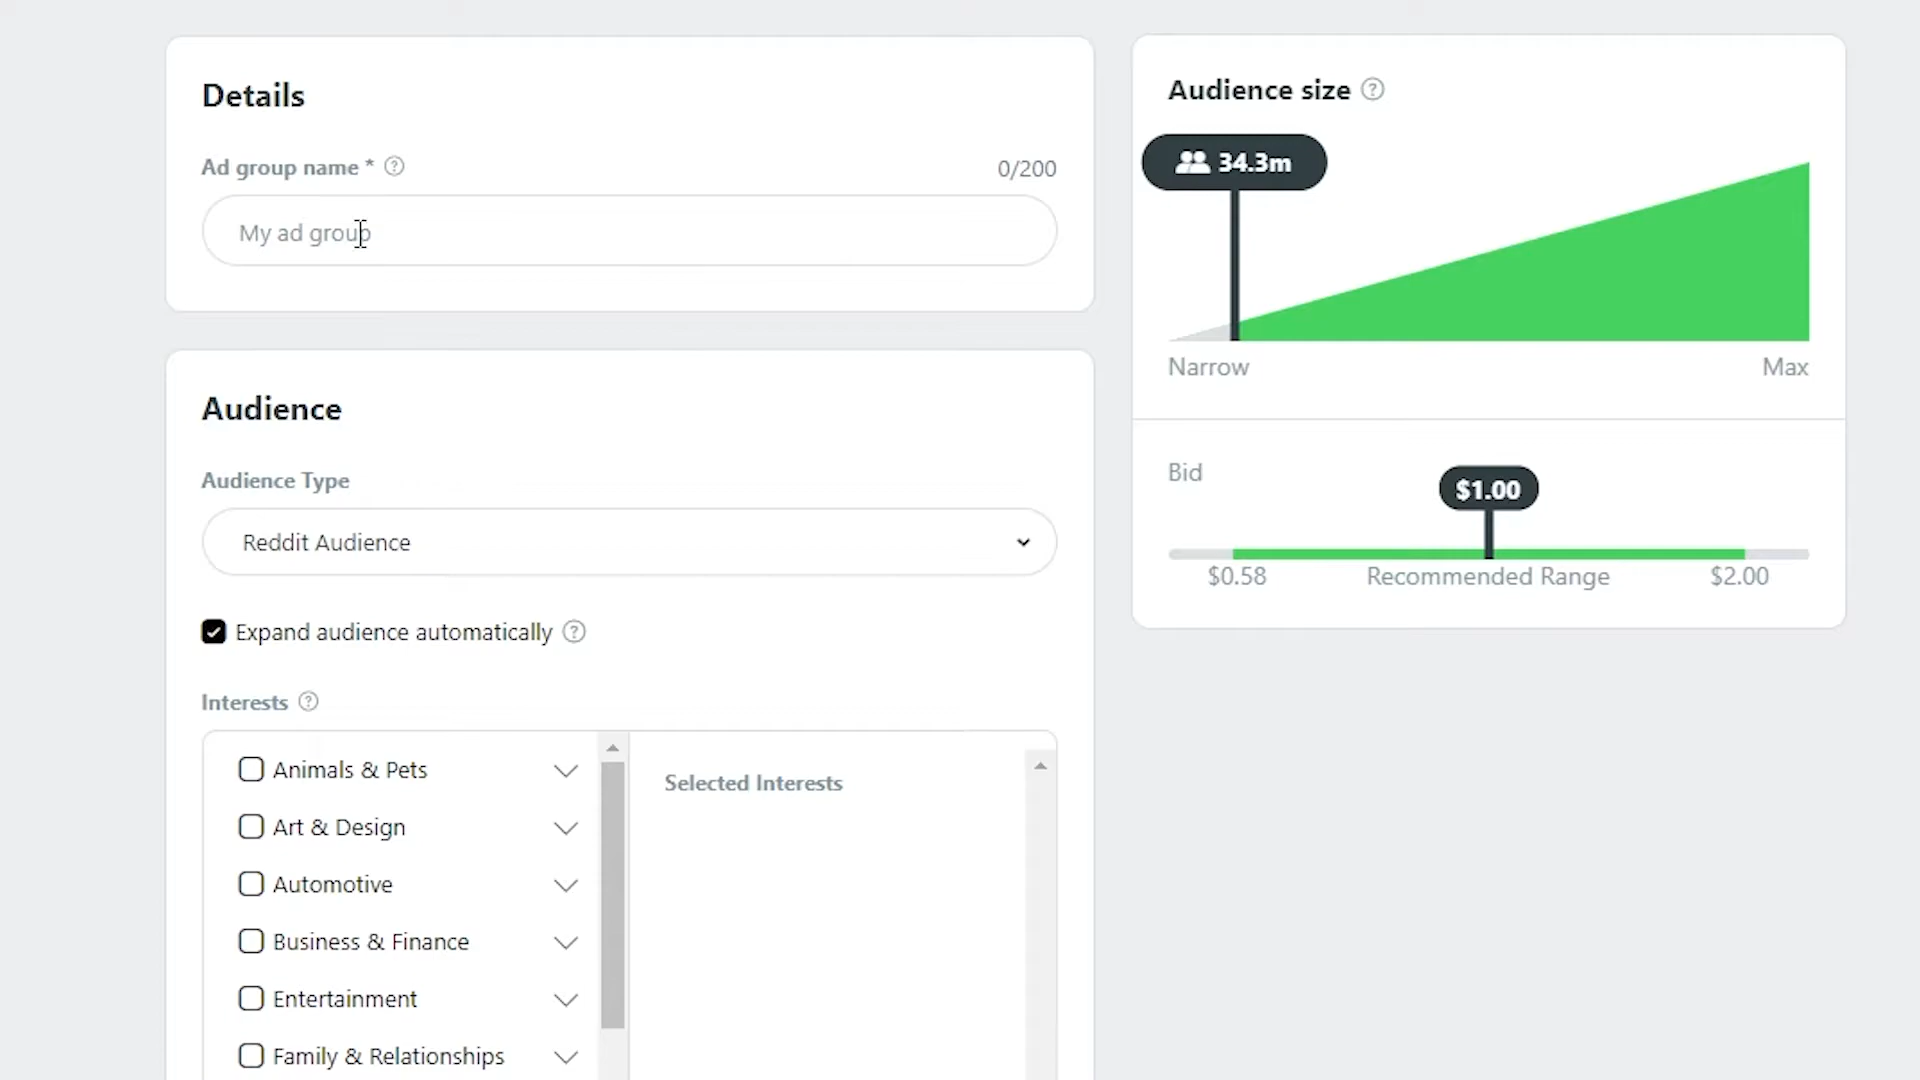 Details
Ad group name * ?
0/200
My ad group
Audience
Audience Type
Reddit Audience
Expand audience automatically ?
Interests ?
Animals & Pets
Art & Design
Automotive
Business & Finance
Entertainment
Family & Relationships
Selected Interests
Audience size ?
34.3m
Narrow
Max
Bid
$1.00
$0.58
Recommended Range
$2.00